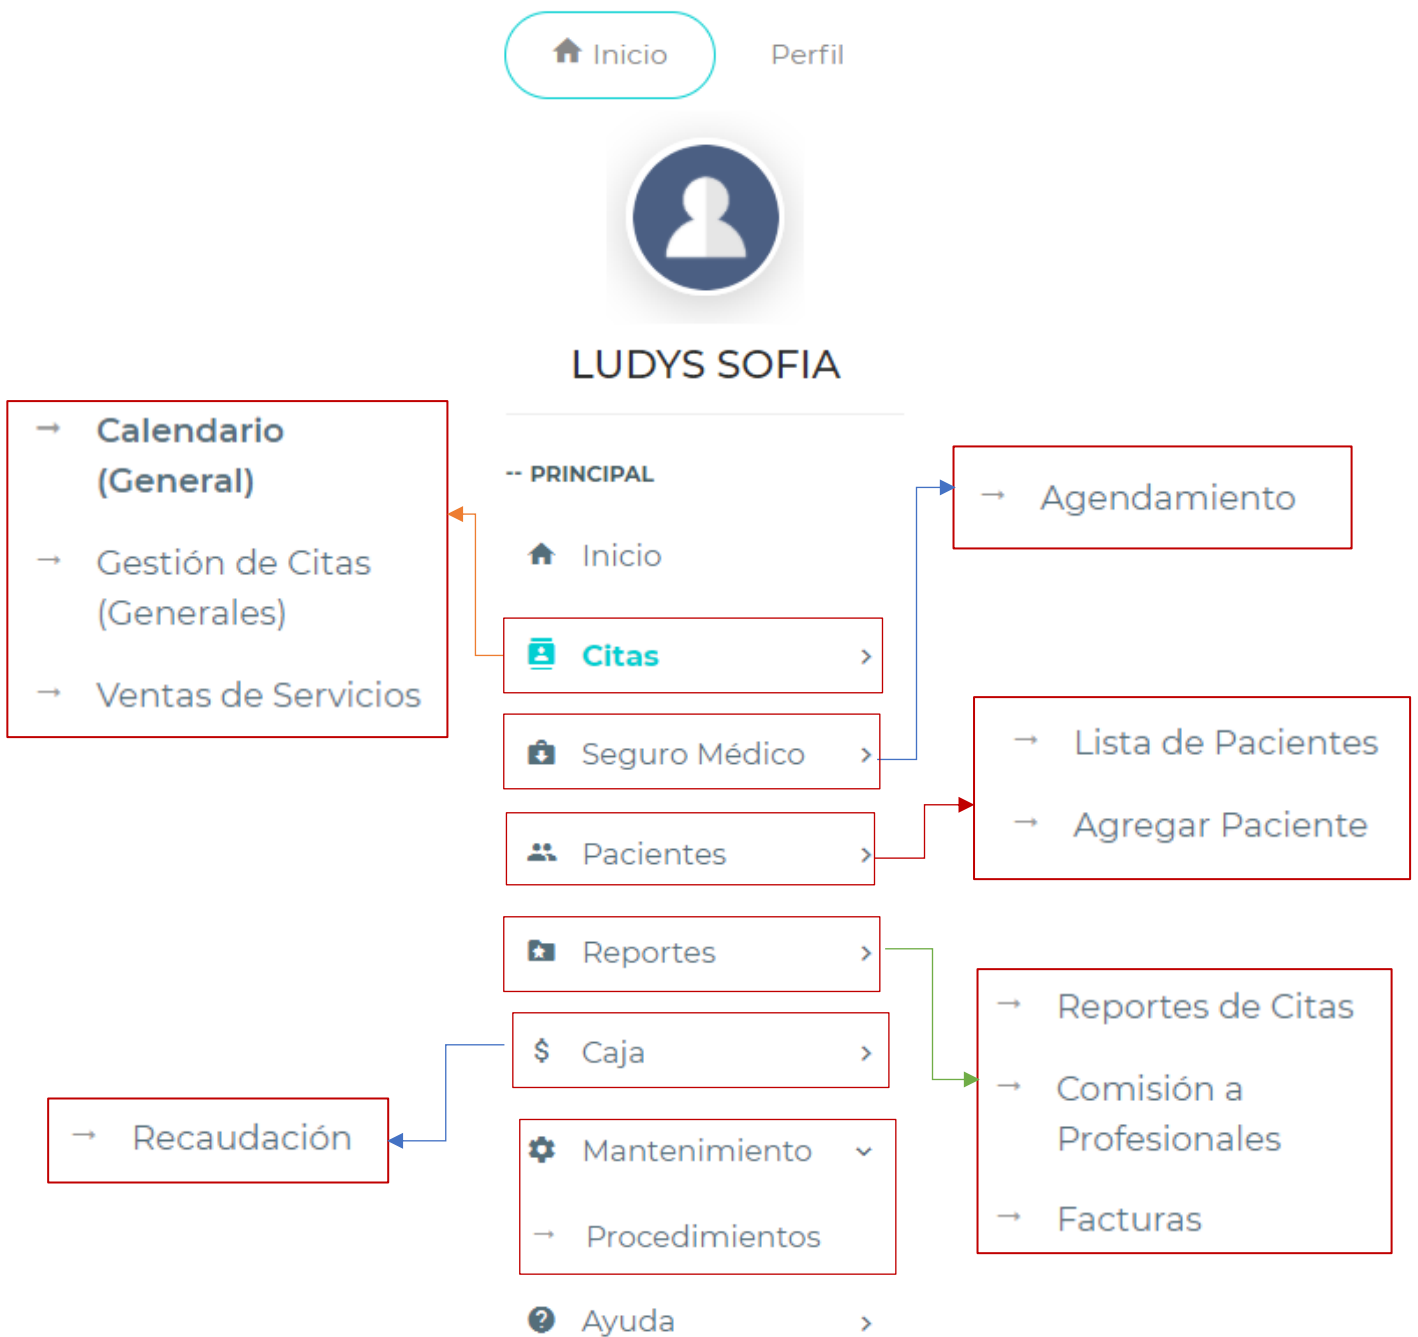 Inicio
Perfil
LUDYS SOFIA
-- PRINCIPAL
Inicio
Citas
Seguro Médico
Pacientes
Reportes
$ Caja
Mantenimiento
→ Procedimientos
Ayuda
→ Calendario
(General)
→ Gestión de Citas
(Generales)
→ Ventas de Servicios
→ Agendamiento
→ Lista de Pacientes
→ Agregar Paciente
→ Reportes de Citas
→ Comisión a
Profesionales
→ Facturas
→ Recaudación